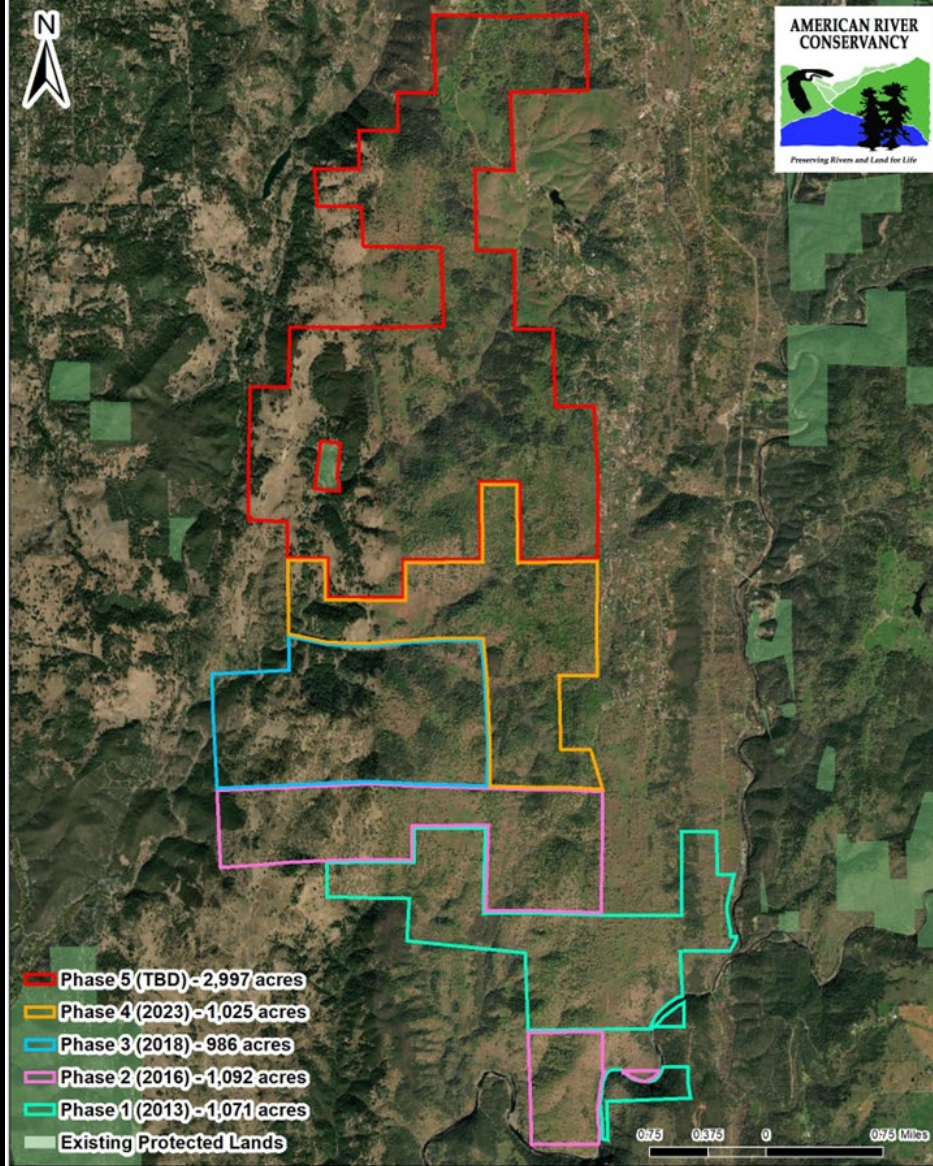 N
AMERICAN RIVER
CONSERVANCY
Preserving Rivers and Land for Life
Phase 5 (TBD) - 2,997 acres
Phase 4 (2023) - 1,025 acres
Phase 3 (2018) - 986 acres
Phase 2 (2016) - 1,092 acres
Phase 1 (2013) - 1,071 acres
Existing Protected Lands
0.75 0.375 0 0.75 Miles